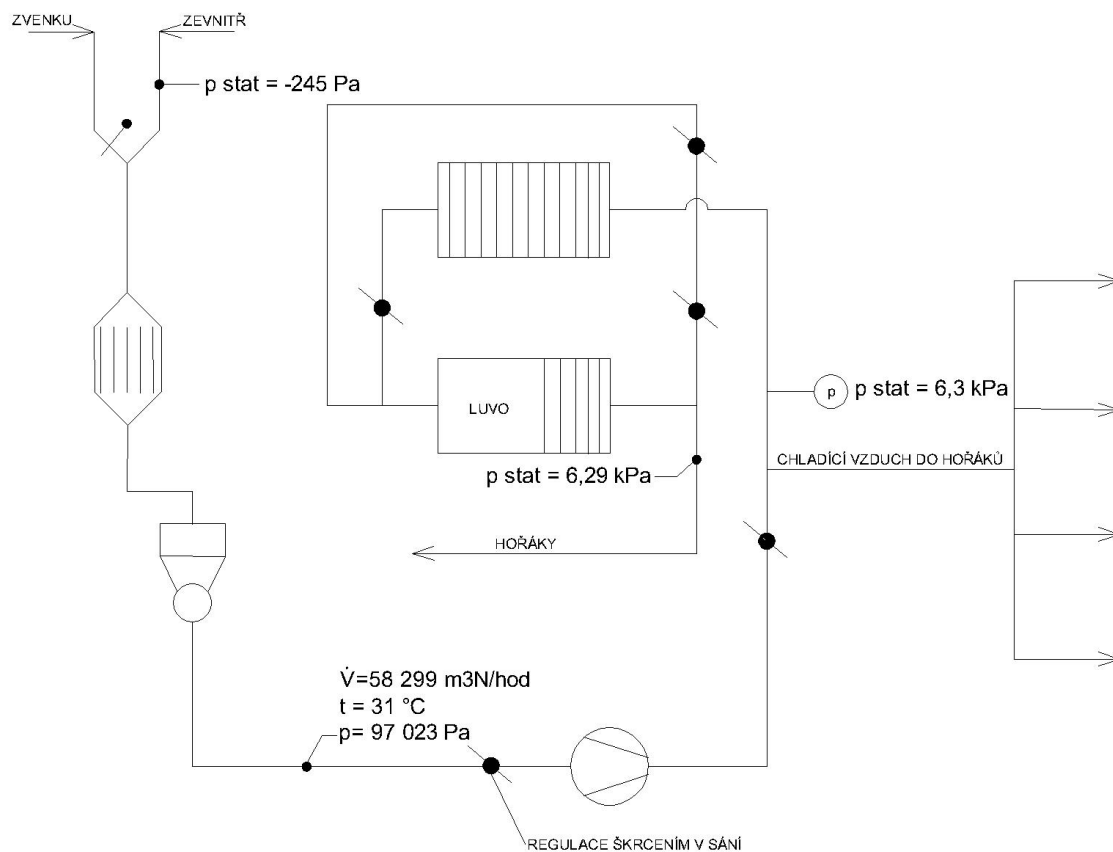 ZVENKU
ZEVNITŘ
p stat = -245 Pa
LUVO
p stat = 6,3 kPa
p
CHLADÍCÍ VZDUCH DO HOŘÁKŮ
p stat = 6,29 kPa
HOŘÁKY
V̇=58 299 m3N/hod
t = 31 °C
p= 97 023 Pa
REGULACE ŠKRCENÍM V SÁNÍ